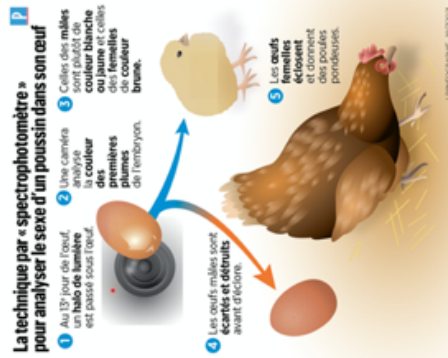 La technique par « spectrophotomètre »
pour analyser le sexe d'un poussin dans son œuf
P
1 Au 13e jour de l'œuf,
un halo de lumière
est passé sous l'œuf.
2 Une caméra
analyse
la couleur
des
premières
plumes
de l'embryon.
3 Celles des mâles
sont plutôt de
couleur blanche
ou jaune et celles
des femelles
de couleur
brune.
4 Les œufs mâles sont
écartés et détruits
avant d'éclore.
5 Les œufs
femelles
éclosent
et donnent
des poules
pondeuses.